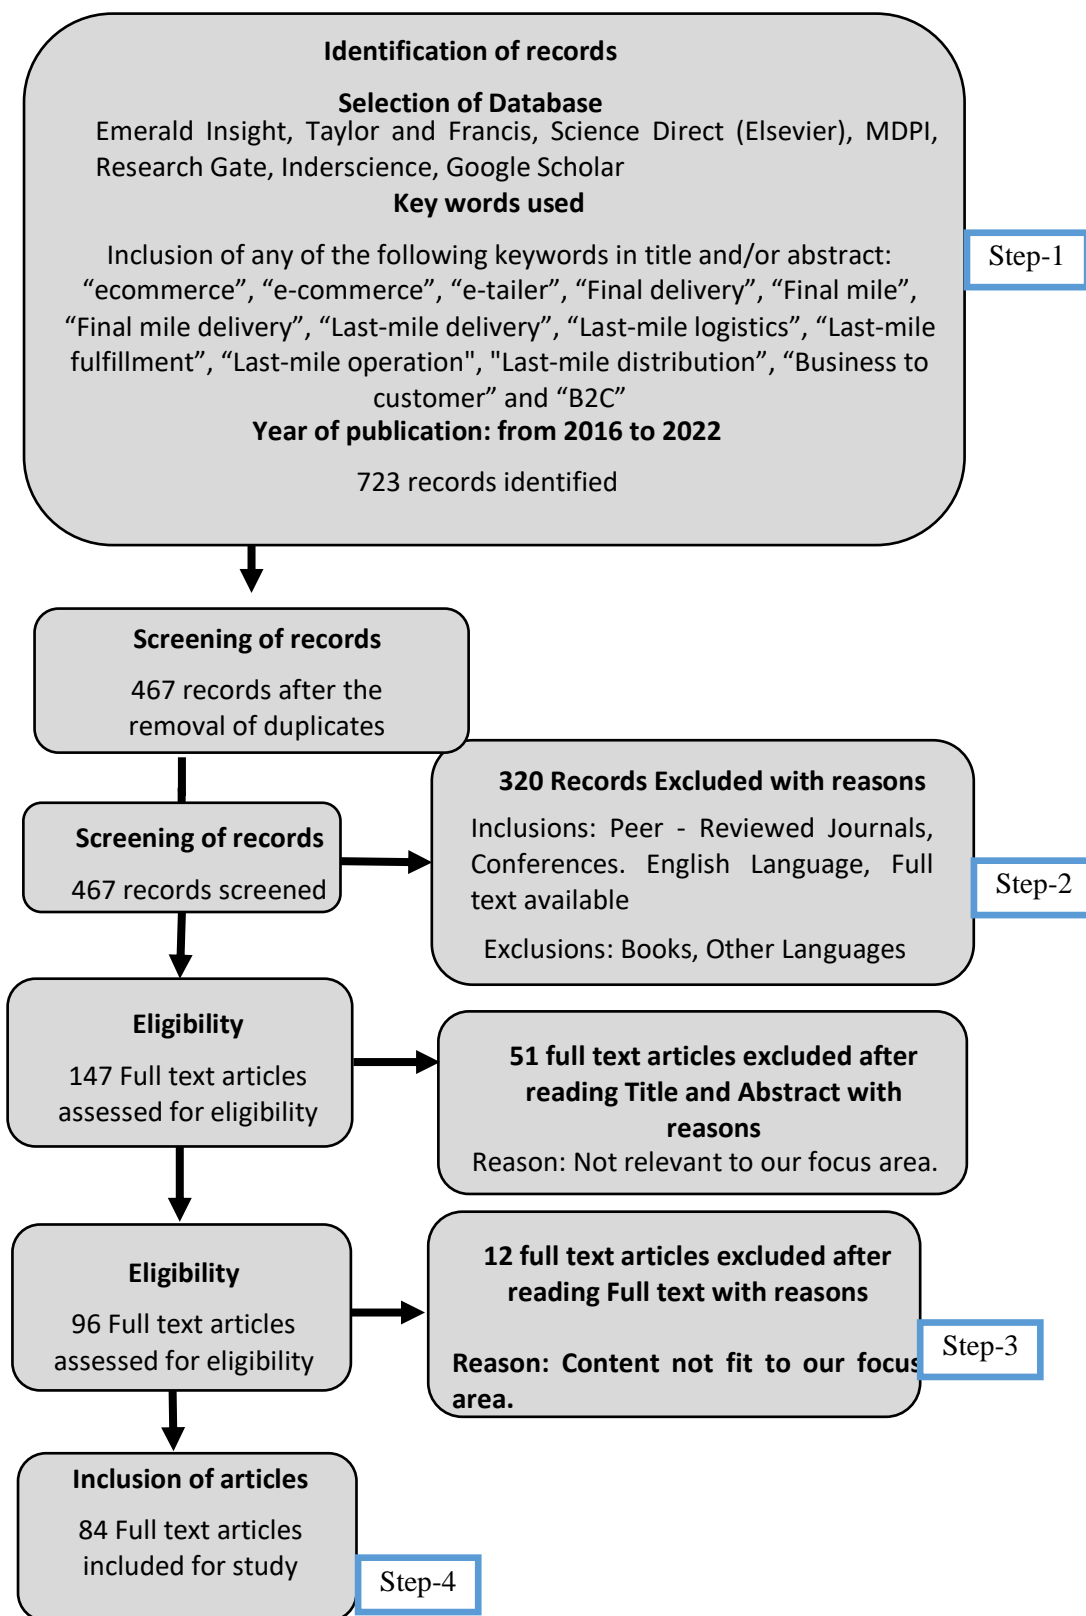 Identification of records
Selection of Database
Emerald Insight, Taylor and Francis, Science Direct (Elsevier), MDPI,
Research Gate, Inderscience, Google Scholar
Key words used
Inclusion of any of the following keywords in title and/or abstract:
“ecommerce”, “e-commerce”, “e-tailer”, “Final delivery”, “Final mile”,
“Final mile delivery”, “Last-mile delivery”, “Last-mile logistics”, “Last-mile
fulfillment”, “Last-mile operation", "Last-mile distribution”, “Business to
customer” and “B2C”
Year of publication: from 2016 to 2022
723 records identified
Step-1
Screening of records
467 records after the
removal of duplicates
Screening of records
467 records screened
320 Records Excluded with reasons
Inclusions: Peer - Reviewed Journals,
Conferences. English Language, Full
text available
Exclusions: Books, Other Languages
Step-2
Eligibility
147 Full text articles
assessed for eligibility
51 full text articles excluded after
reading Title and Abstract with
reasons
Reason: Not relevant to our focus area.
Eligibility
96 Full text articles
assessed for eligibility
12 full text articles excluded after
reading Full text with reasons
Reason: Content not fit to our focus
area.
Step-3
Inclusion of articles
84 Full text articles
included for study
Step-4